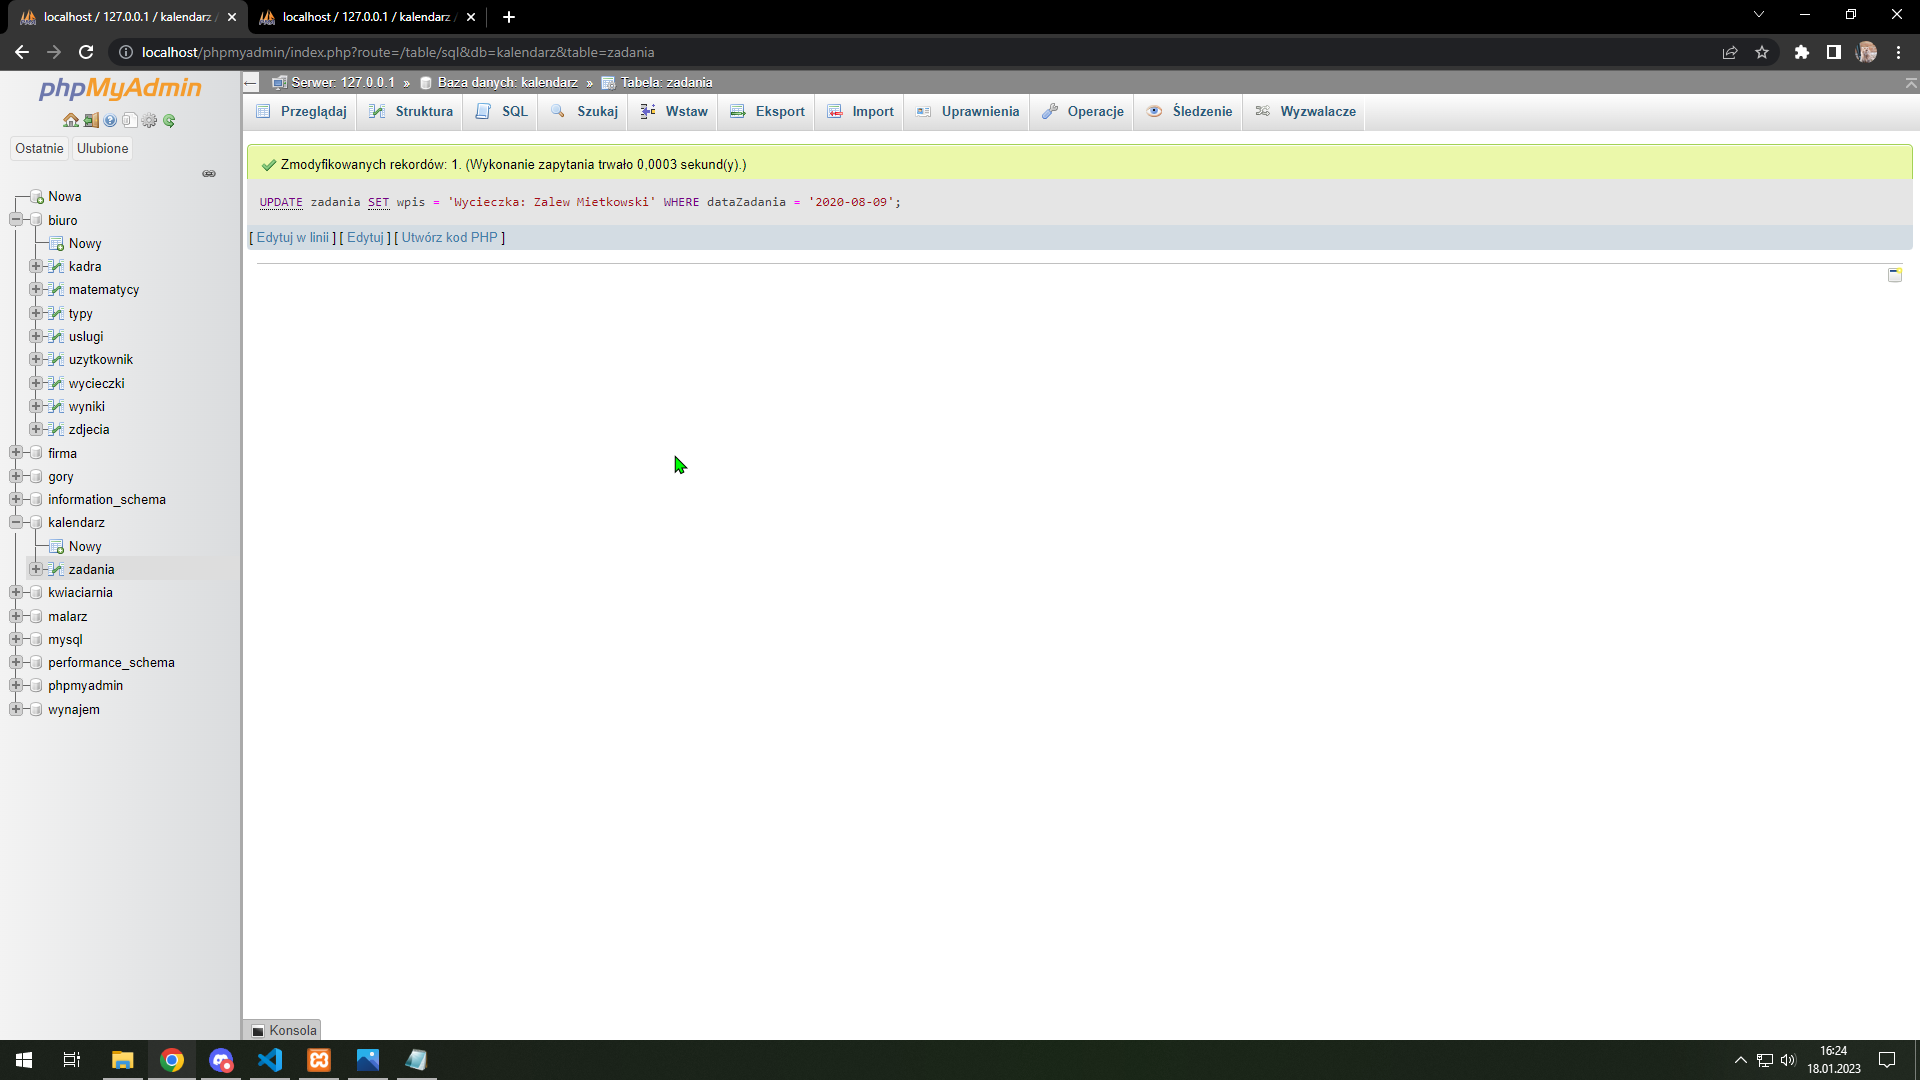 localhost / 127.0.0.1 / kalendarz /
localhost / 127.0.0.1 / kalendarz /
localhost/phpmyadmin/index.php?route=/table/sql&db=kalendarz&table=zadania
phpMyAdmin
Ostatnie
Ulubione
Nowa
biuro
Nowy
kadra
matematycy
typy
uslugi
uzytkownik
wycieczki
wyniki
zdjecia
firma
gory
information_schema
kalendarz
Nowy
zadania
kwiaciarnia
malarz
mysql
performance_schema
phpmyadmin
wynajem
Serwer: 127.0.0.1 » Baza danych: kalendarz » Tabela: zadania
Przeglądaj Struktura SQL Szukaj Wstaw Eksport Import Uprawnienia Operacje Śledzenie Wyzwalacze
Zmodyfikowanych rekordów: 1. (Wykonanie zapytania trwało 0,0003 sekund(y).)
UPDATE zadania SET wpis = 'Wycieczka: Zalew Mietkowski' WHERE dataZadania = '2020-08-09';
[ Edytuj w linii ] [ Edytuj ] [ Utwórz kod PHP ]
Konsola
16:24
18.01.2023